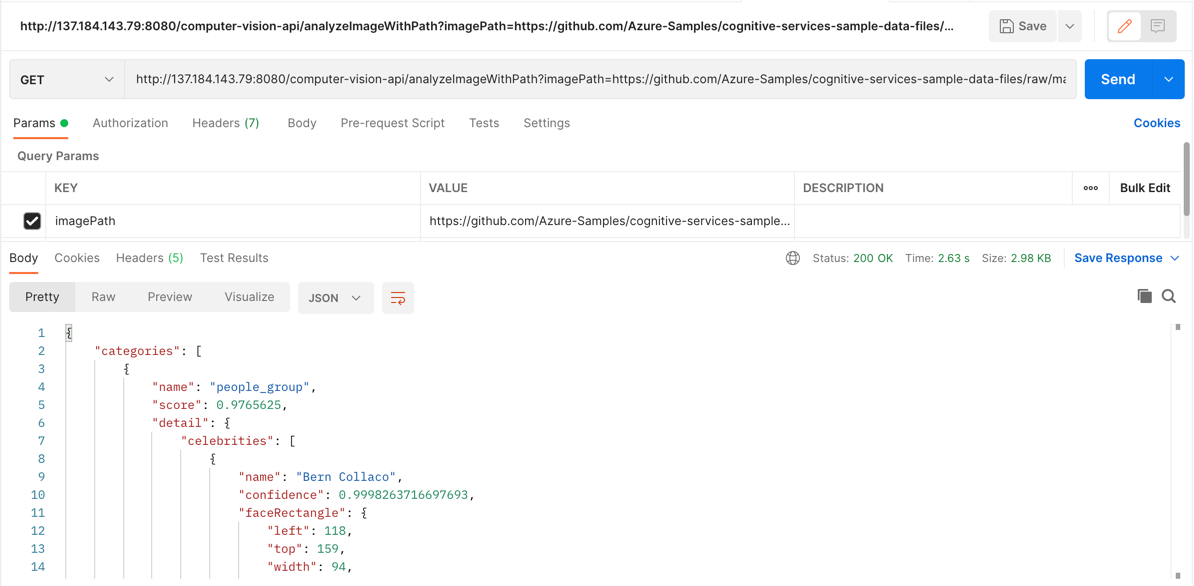 http://137.184.143.79:8080/computer-vision-api/analyzeImageWithPath?imagePath=https://github.com/Azure-Samples/cognitive-services-sample-data-files/... Save
GET http://137.184.143.79:8080/computer-vision-api/analyzeImageWithPath?imagePath=https://github.com/Azure-Samples/cognitive-services-sample-data-files/raw/ma Send
Params Authorization Headers (7) Body Pre-request Script Tests Settings Cookies
Query Params
KEY VALUE DESCRIPTION ooo Bulk Edit
imagePath https://github.com/Azure-Samples/cognitive-services-sample...
Body Cookies Headers (5) Test Results Status: 200 OK Time: 2.63 s Size: 2.98 KB Save Response
Pretty Raw Preview Visualize JSON
1 {
2 "categories": [
3 {
4 "name": "people_group",
5 "score": 0.9765625,
6 "detail": {
7 "celebrities": [
8 {
9 "name": "Bern Collaco",
10 "confidence": 0.9998263716697693,
11 "faceRectangle": {
12 "left": 118,
13 "top": 159,
14 "width": 94,